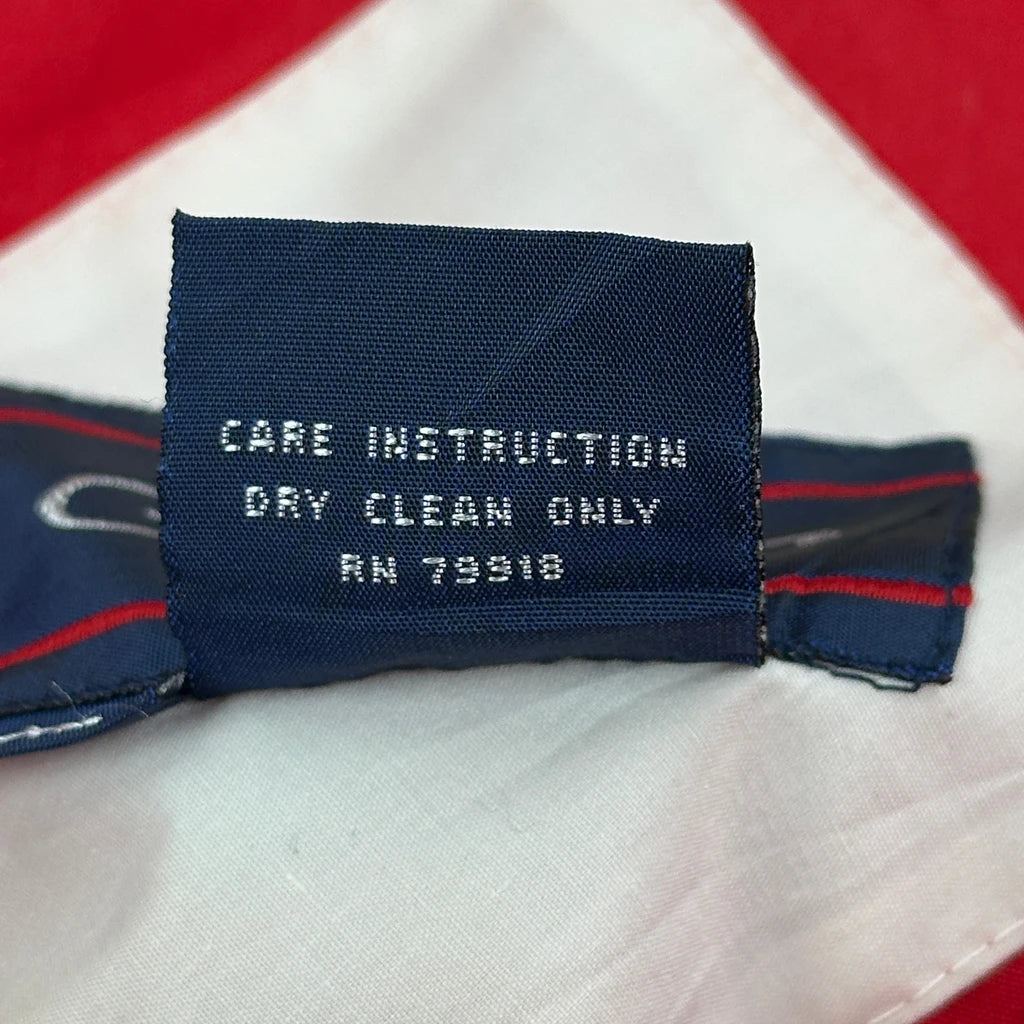 CARE INSTRUCTION
DRY CLEAN ONLY
RN 79918